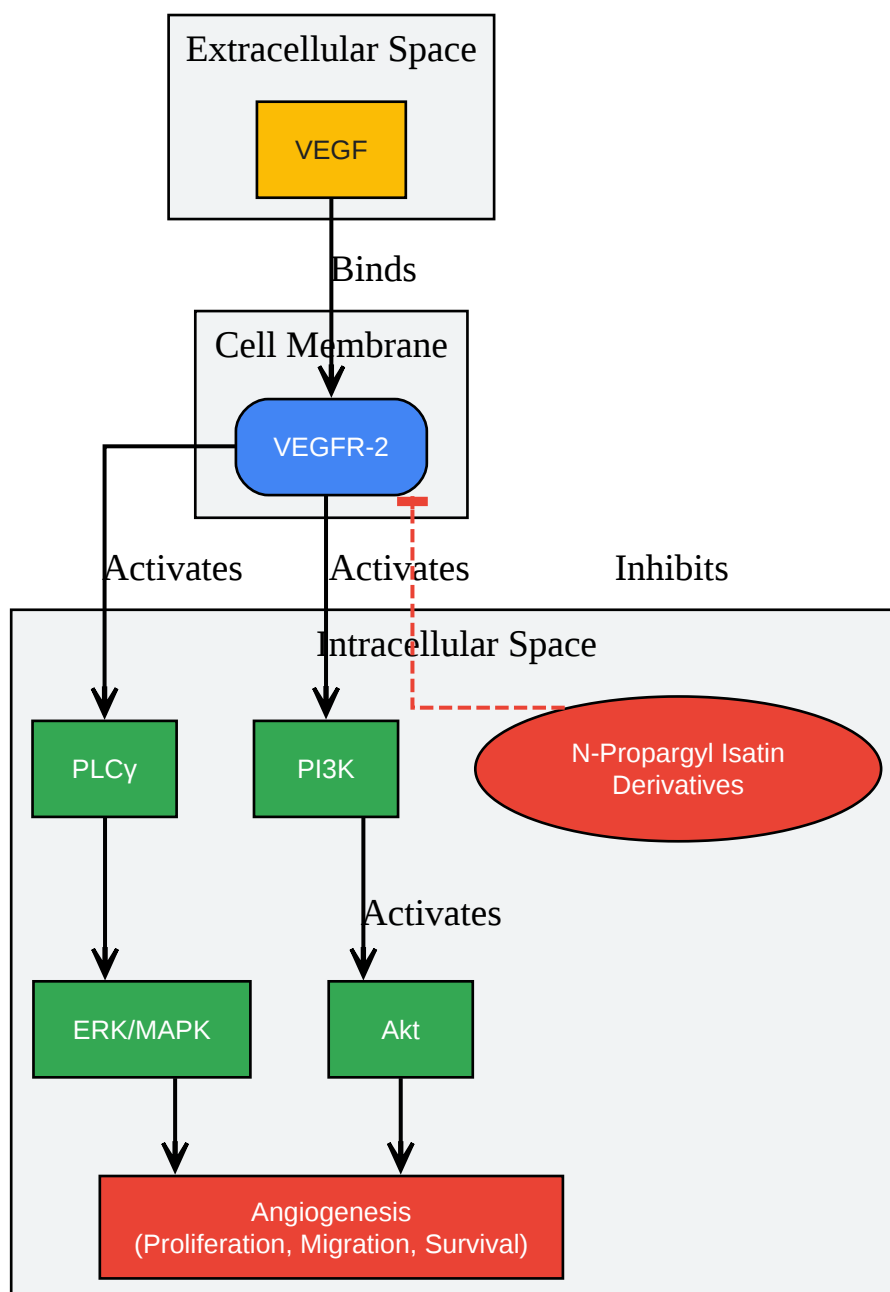 Extracellular Space
VEGF
Binds
Cell Membrane
VEGFR-2
Activates
Activates
Inhibits
Intracellular Space
PLCγ
PI3K
N-Propargyl Isatin
Derivatives
Activates
ERK/MAPK
Akt
Angiogenesis
(Proliferation, Migration, Survival)